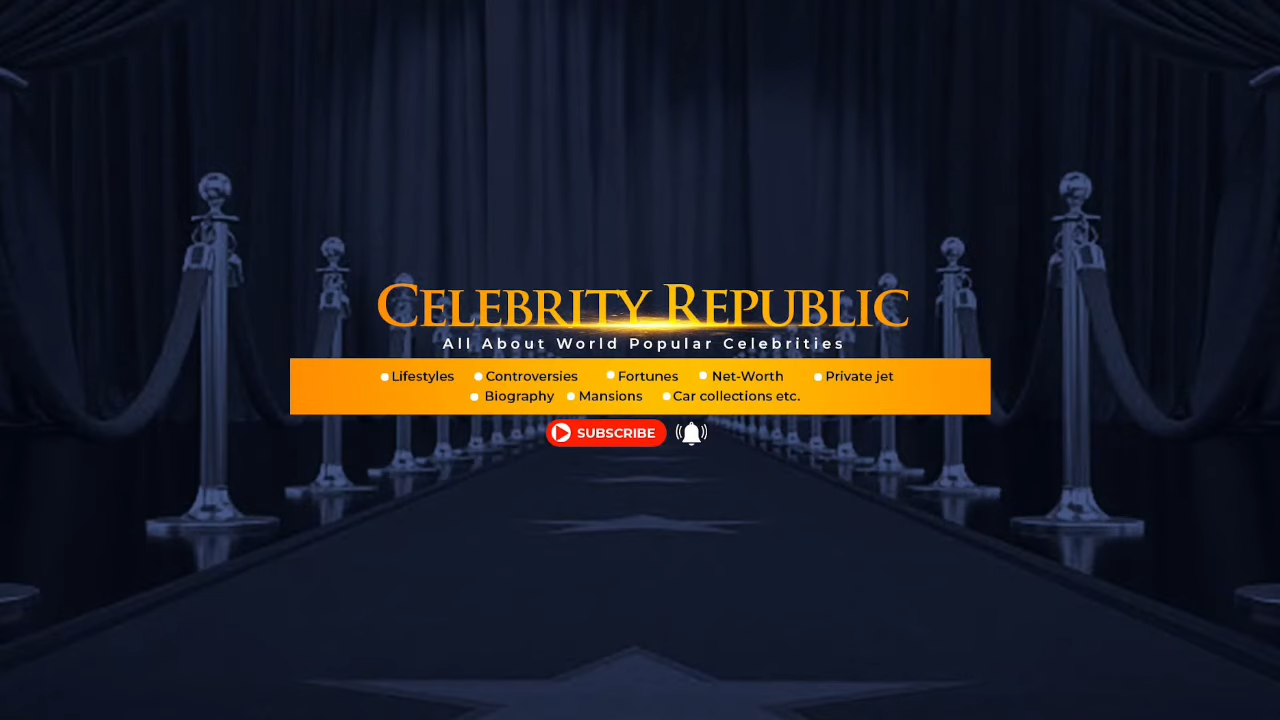 CELEBRITY REPUBLIC
All About World Popular Celebrities
Lifestyles Controversies Fortunes Net-Worth Private jet
Biography Mansions Car collections etc.
SUBSCRIBE